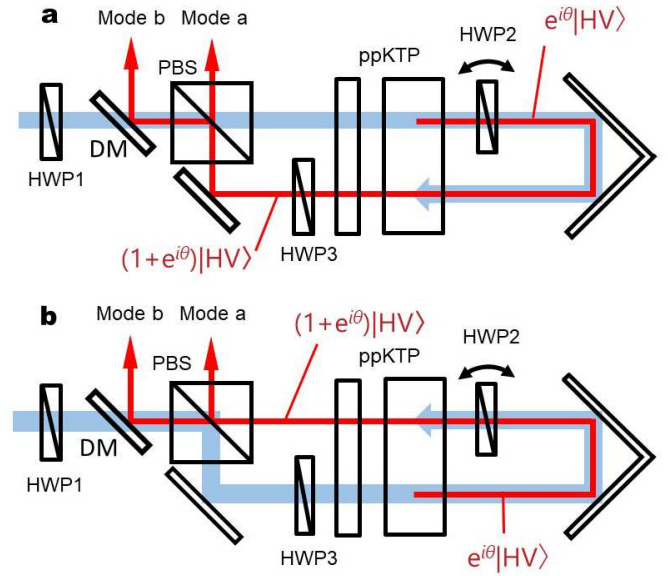 a
Mode b Mode a
e^{iθ}|HV⟩
PBS
ppKTP
HWP2
DM
HWP1
HWP3
(1+e^{iθ})|HV⟩
b
Mode b Mode a
(1+e^{iθ})|HV⟩
PBS
ppKTP
HWP2
DM
HWP1
HWP3
e^{iθ}|HV⟩